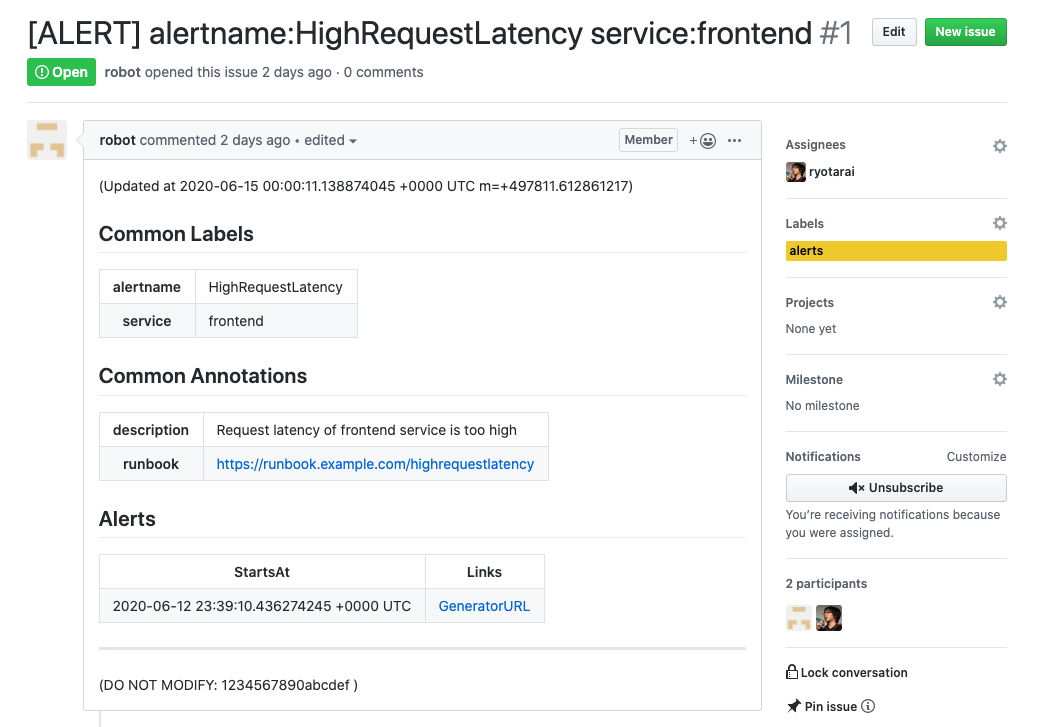 [ALERT] alertname:HighRequestLatency service:frontend #1
Edit
New issue
Open robot opened this issue 2 days ago · 0 comments
robot commented 2 days ago • edited
Member
(Updated at 2020-06-15 00:00:11.138874045 +0000 UTC m=+497811.612861217)
Common Labels
alertname HighRequestLatency
service frontend
Common Annotations
description Request latency of frontend service is too high
runbook https://runbook.example.com/highrequestlatency
Alerts
StartsAt Links
2020-06-12 23:39:10.436274245 +0000 UTC GeneratorURL
(DO NOT MODIFY: 1234567890abcdef )
Assignees
ryotarai
Labels
alerts
Projects
None yet
Milestone
No milestone
Notifications Customize
Unsubscribe
You're receiving notifications because
you were assigned.
2 participants
Lock conversation
Pin issue